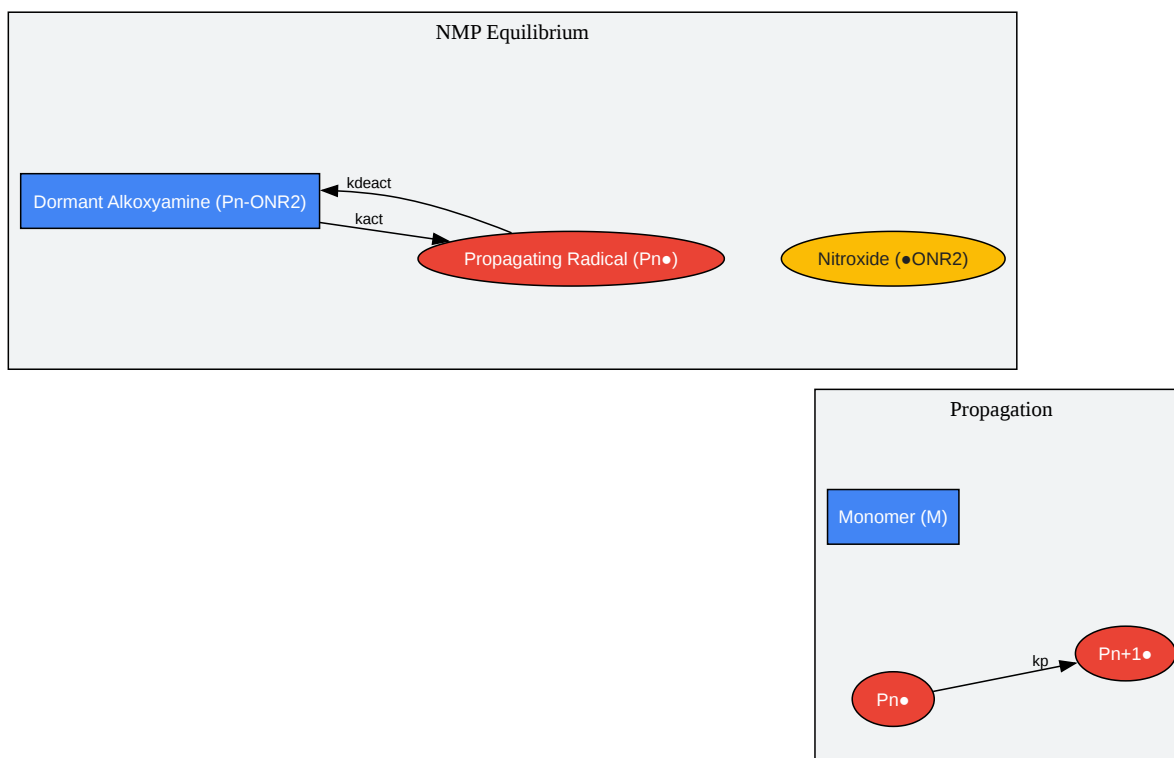 NMP Equilibrium
kdeact
Dormant Alkoxyamine (Pn-ONR2)
kact
Propagating Radical (Pn●)
Nitroxide (●ONR2)
Propagation
Monomer (M)
Pn+1●
kp
Pn●